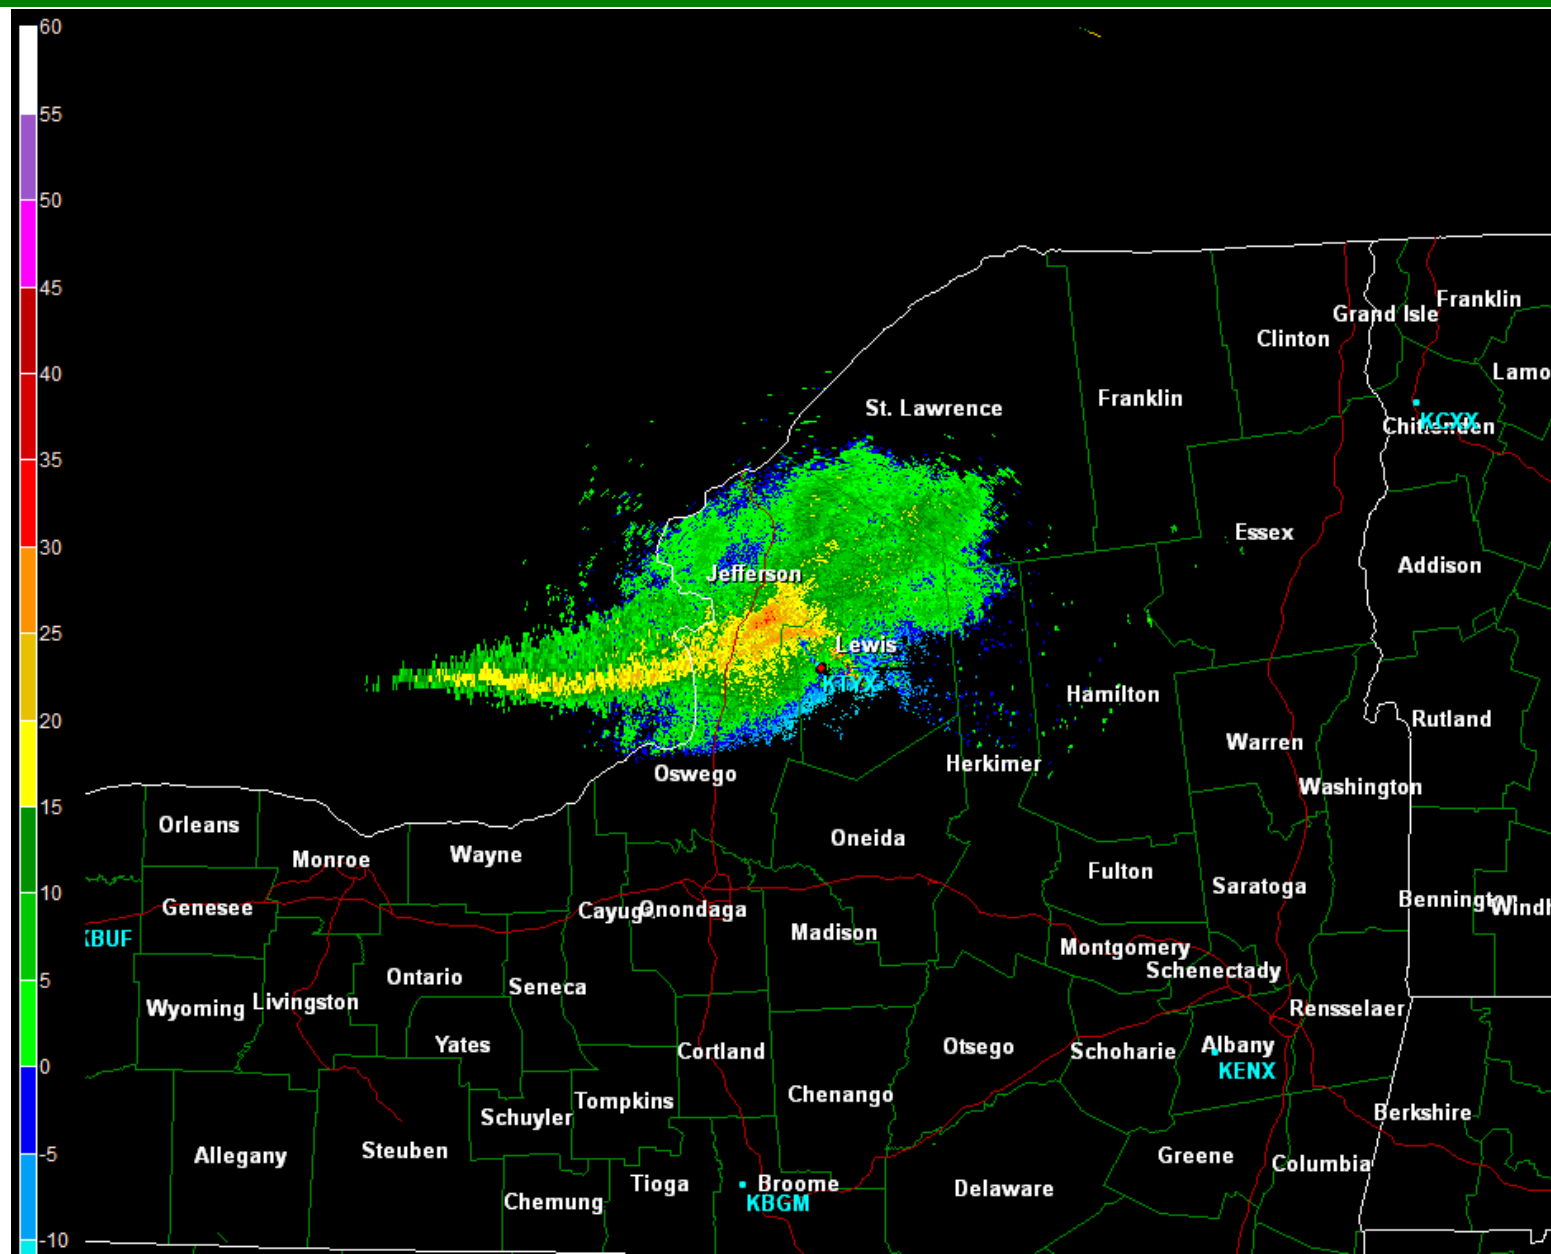 60
55
50
45
40
35
30
25
20
15
10
5
0
-5
-10
Franklin
Grand Isle
Clinton
Lamo
Franklin
St. Lawrence
KCXX
Chittenden
Essex
Addison
Jefferson
Lewis
KTYX
Hamilton
Rutland
Warren
Herkimer
Oswego
Washington
Orleans
Oneida
Wayne
Monroe
Fulton
Saratoga
Bennington
Windh
Genesee
Cayuga
Onondaga
Madison
KBUF
Montgomery
Schenectady
Ontario
Seneca
Wyoming
Livingston
Rensselaer
Yates
Cortland
Otsego
Schoharie
Albany
KENX
Chenango
Tompkins
Schuyler
Berkshire
Allegany
Steuben
Greene
Columbia
Tioga
Broome
Delaware
Chemung
KBGM